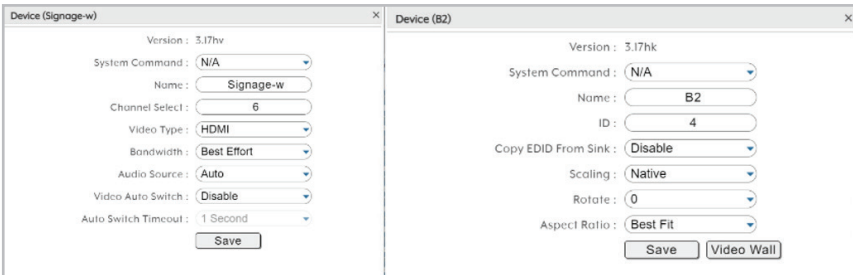 Device (Signage-w) ×
Version : 3.17hv
System Command : N/A
Name : Signage-w
Channel Select : 6
Video Type : HDMI
Bandwidth : Best Effort
Audio Source : Auto
Video Auto Switch : Disable
Auto Switch Timeout : 1 Second
Save
Device (B2) ×
Version : 3.17hk
System Command : N/A
Name : B2
ID : 4
Copy EDID From Sink : Disable
Scaling : Native
Rotate : 0
Aspect Ratio : Best Fit
Save Video Wall